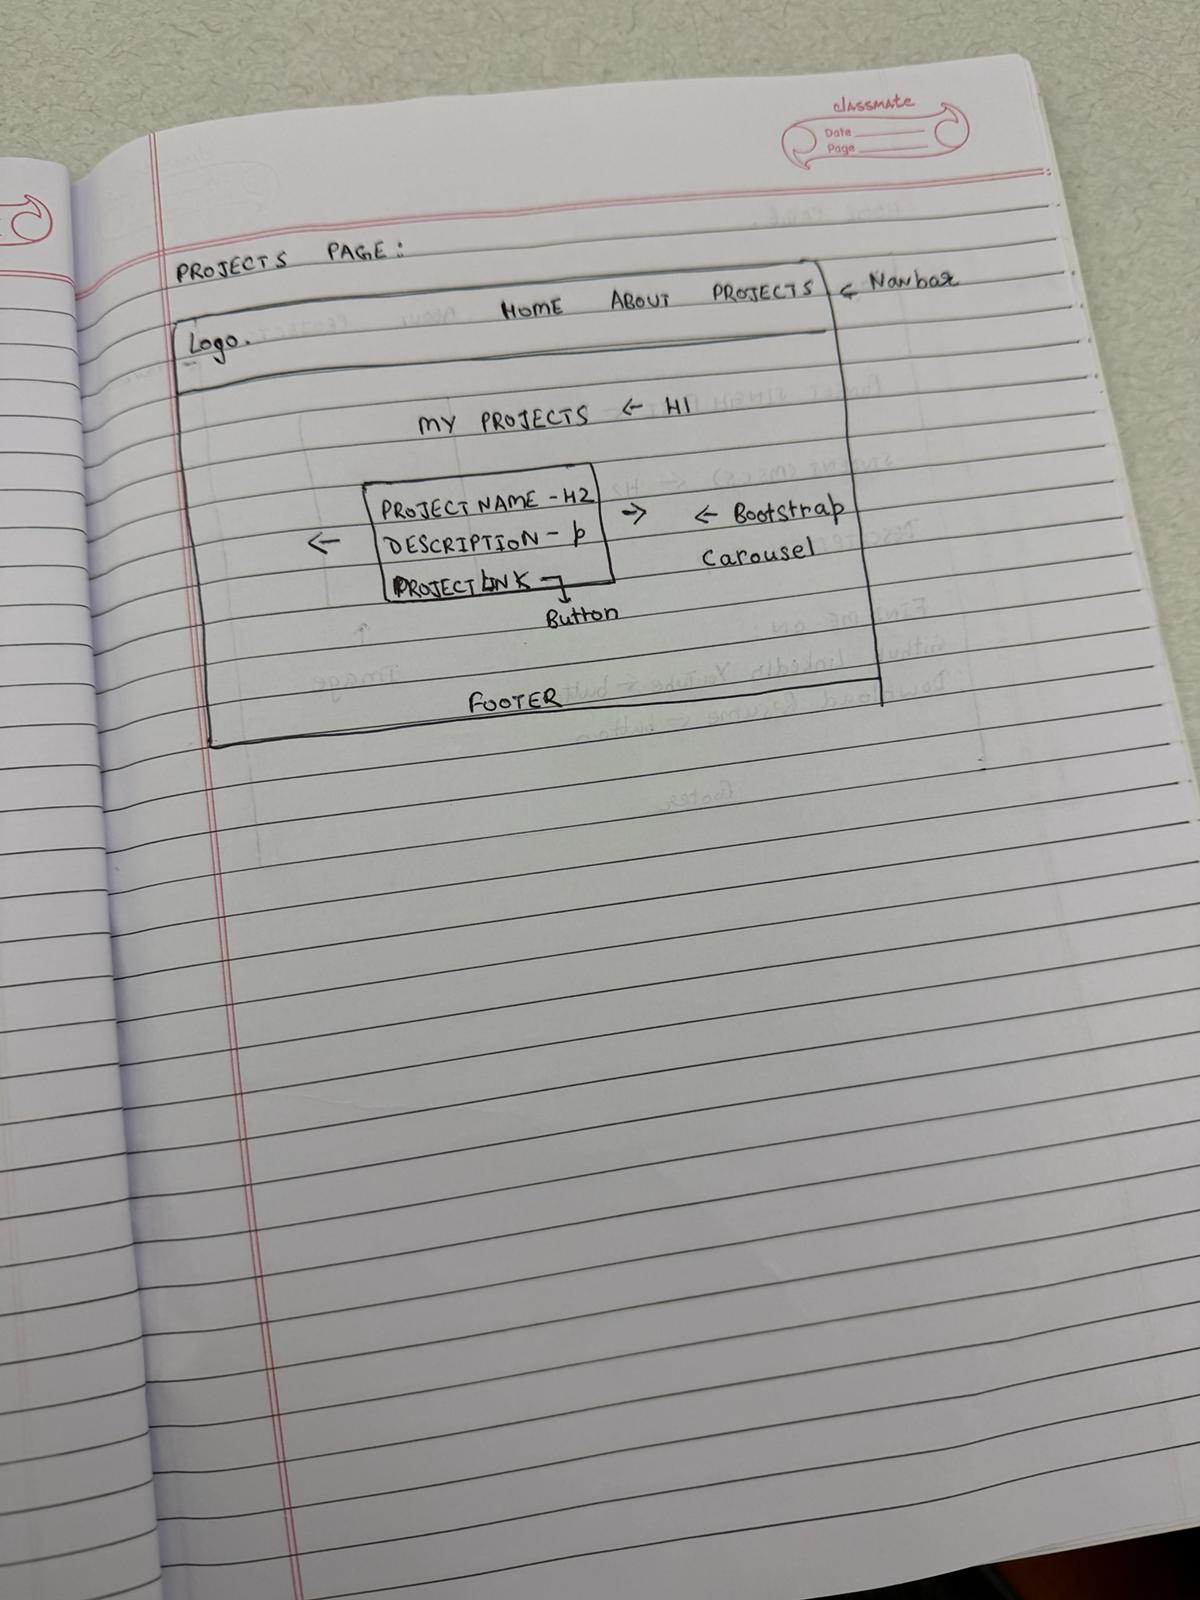 classmate
Date
Page
PROJECTS PAGE:
Logo. HOME ABOUT PROJECTS ← Navbar
MY PROJECTS ← H1
PROJECT NAME - H2
← DESCRIPTION - p → ← Bootstrap
PROJECT LINK Carousel
Button
FOOTER